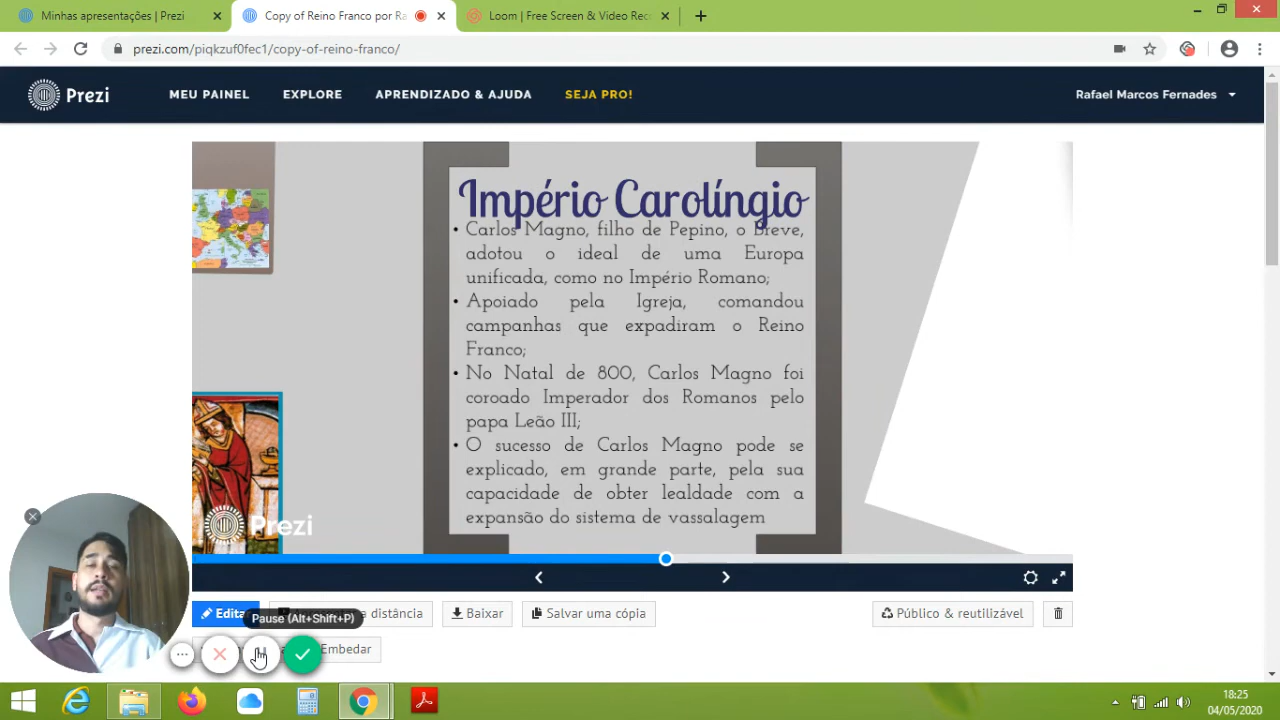 Minhas apresentações | Prezi
Copy of Reino Franco por Ra
Loom | Free Screen & Video Rec
prezi.com/piqkzuf0fec1/copy-of-reino-franco/
Prezi
MEU PAINEL
EXPLORE
APRENDIZADO & AJUDA
SEJA PRO!
Rafael Marcos Fernades
Império Carolíngio
• Carlos Magno, filho de Pepino, o Breve,
adotou o ideal de uma Europa
unificada, como no Império Romano;
• Apoiado pela Igreja, comandou
campanhas que expadiram o Reino
Franco;
• No Natal de 800, Carlos Magno foi
coroado Imperador dos Romanos pelo
papa Leão III;
• O sucesso de Carlos Magno pode se
explicado, em grande parte, pela sua
capacidade de obter lealdade com a
expansão do sistema de vassalagem
Prezi
Edita
a distância
Baixar
Salvar uma cópia
Público & reutilizável
Pause (Alt+Shift+P)
Embedar
18:25
04/05/2020